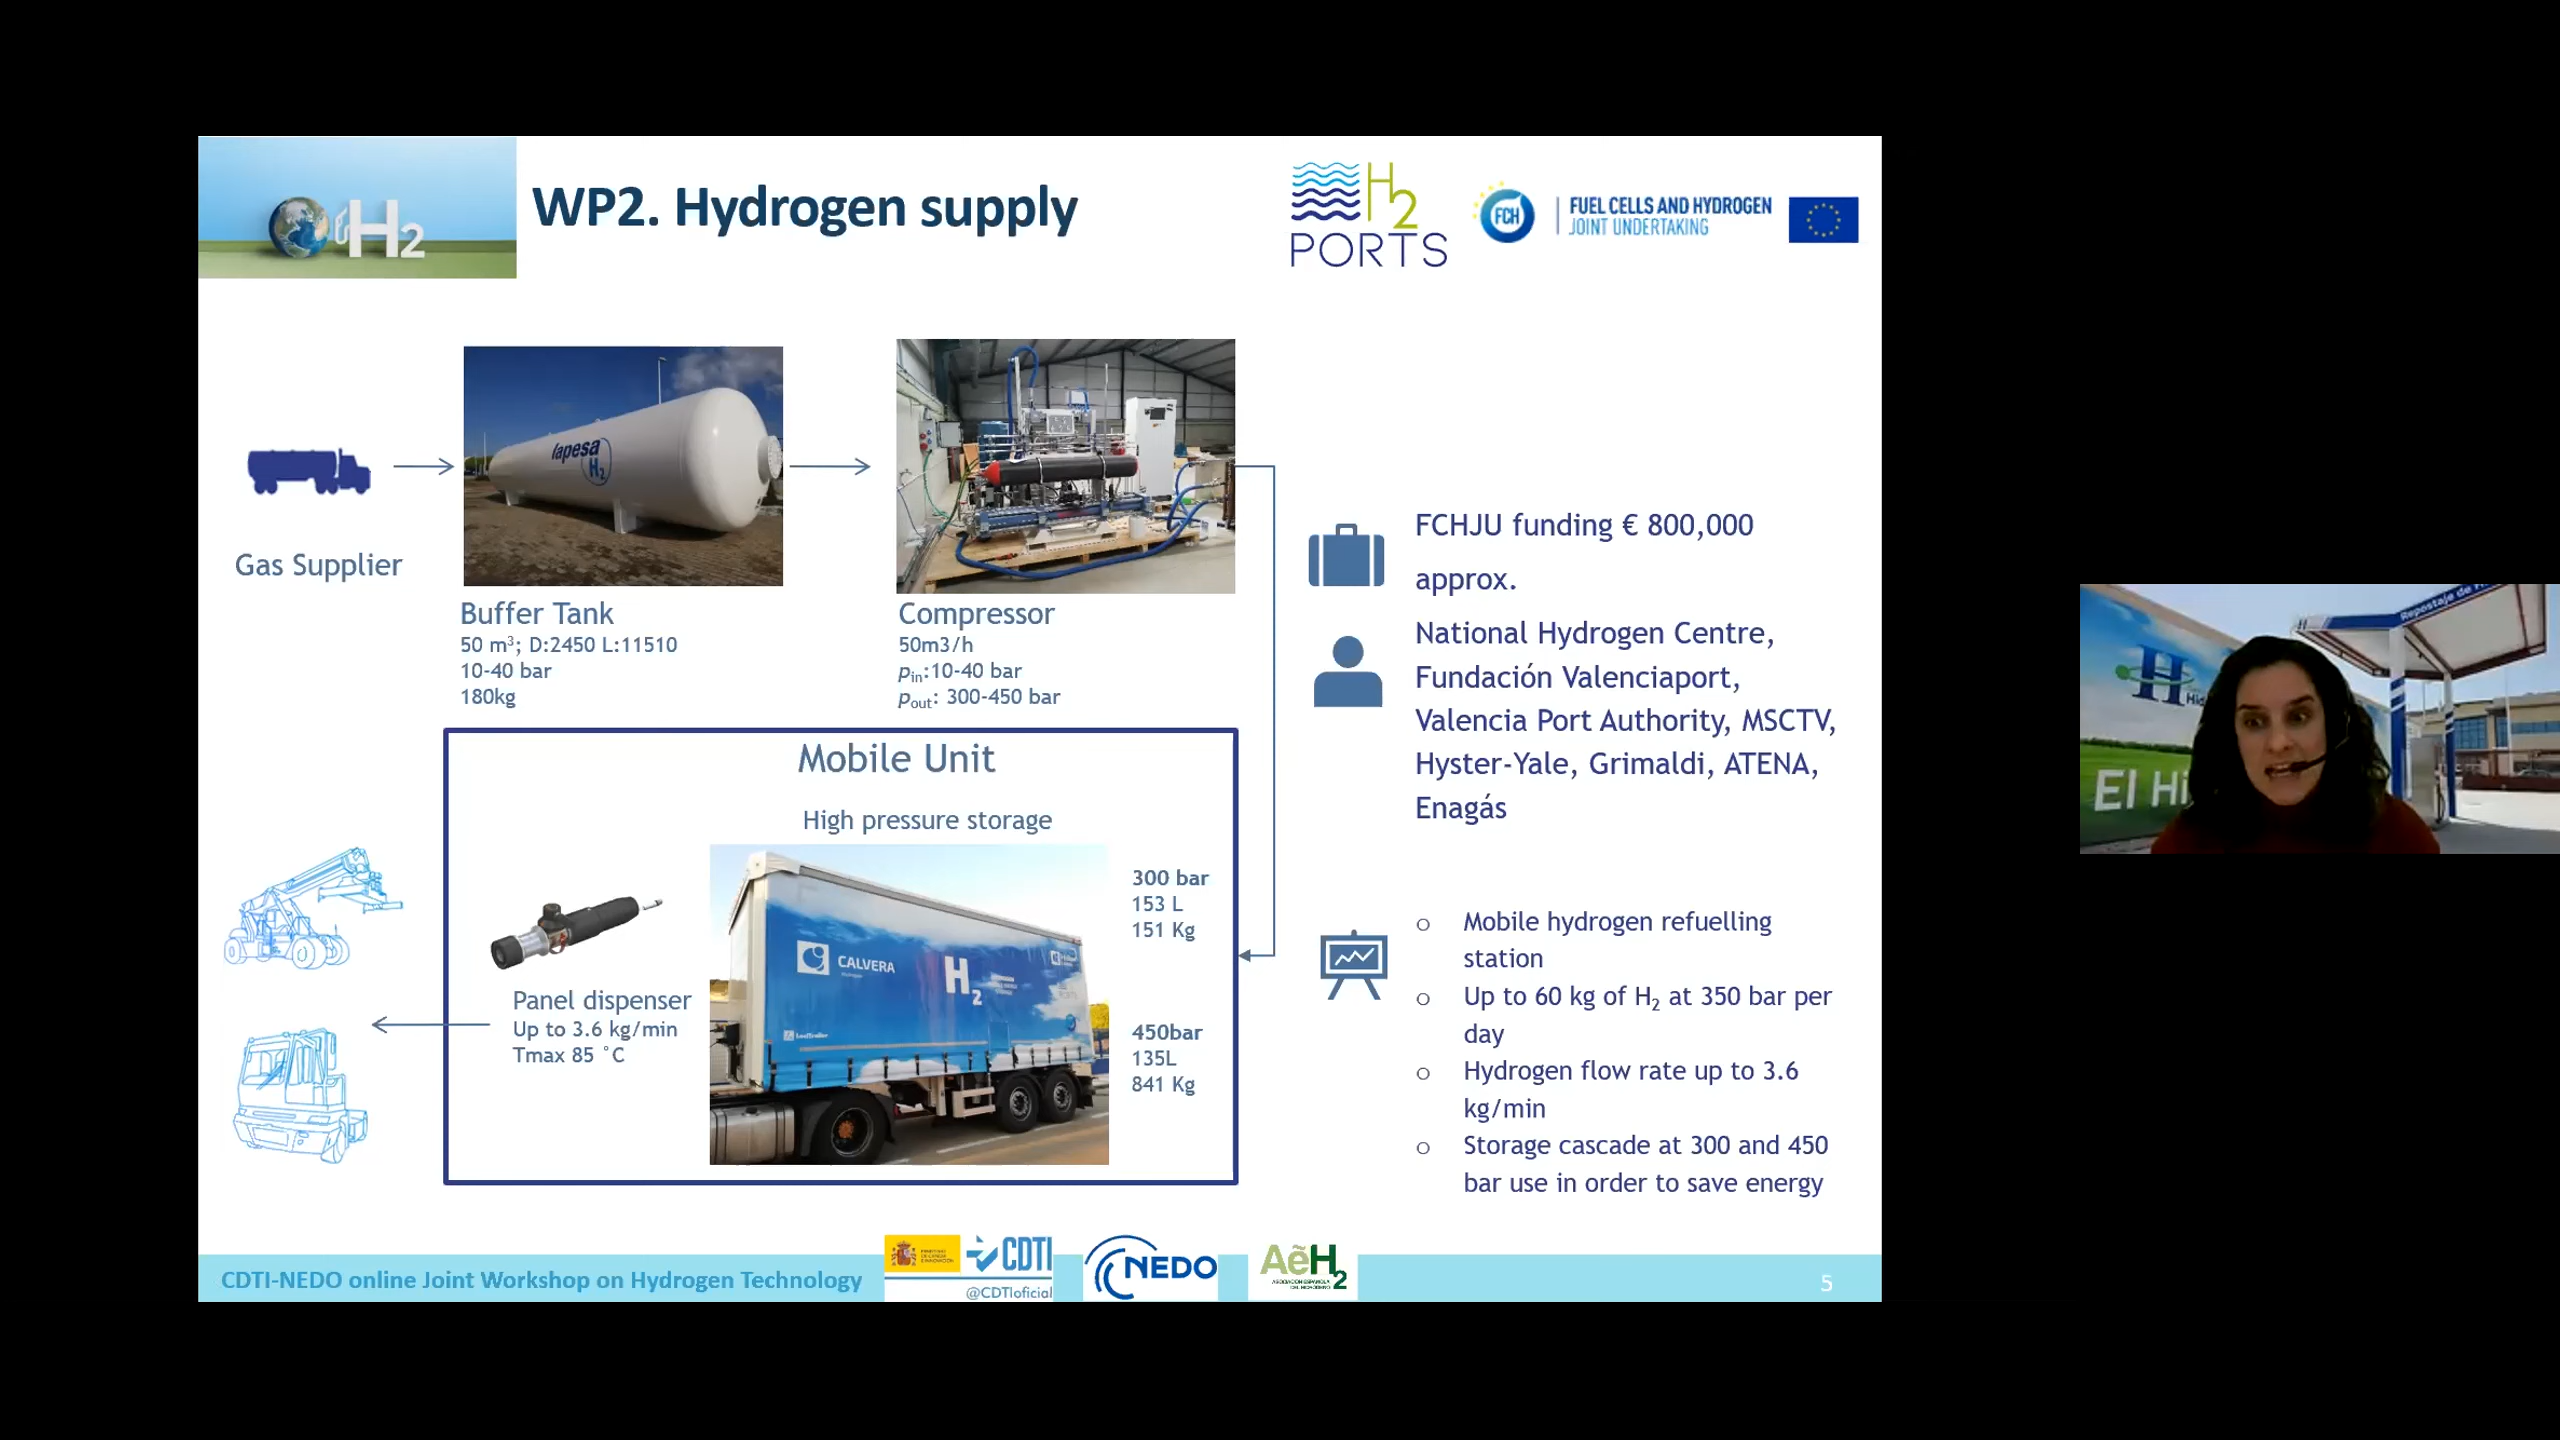 H2
WP2. Hydrogen supply
H2
PORTS
FCH
FUEL CELLS AND HYDROGEN
JOINT UNDERTAKING
Gas Supplier
lapesa
H2
Buffer Tank
50 m³; D:2450 L:11510
10-40 bar
180kg
Compressor
50m3/h
pin:10-40 bar
pout: 300-450 bar
Mobile Unit
High pressure storage
Panel dispenser
Up to 3.6 kg/min
Tmax 85 °C
CALVERA
H2
300 bar
153 L
151 Kg
450bar
135L
841 Kg
FCHJU funding € 800,000
approx.
National Hydrogen Centre,
Fundación Valenciaport,
Valencia Port Authority, MSCTV,
Hyster-Yale, Grimaldi, ATENA,
Enagás
o Mobile hydrogen refuelling
station
o Up to 60 kg of H₂ at 350 bar per
day
o Hydrogen flow rate up to 3.6
kg/min
o Storage cascade at 300 and 450
bar use in order to save energy
CDTI-NEDO online Joint Workshop on Hydrogen Technology
CDTI
@CDTIoficial
NEDO
AeH2
5
Repostaje de
H
El Hi